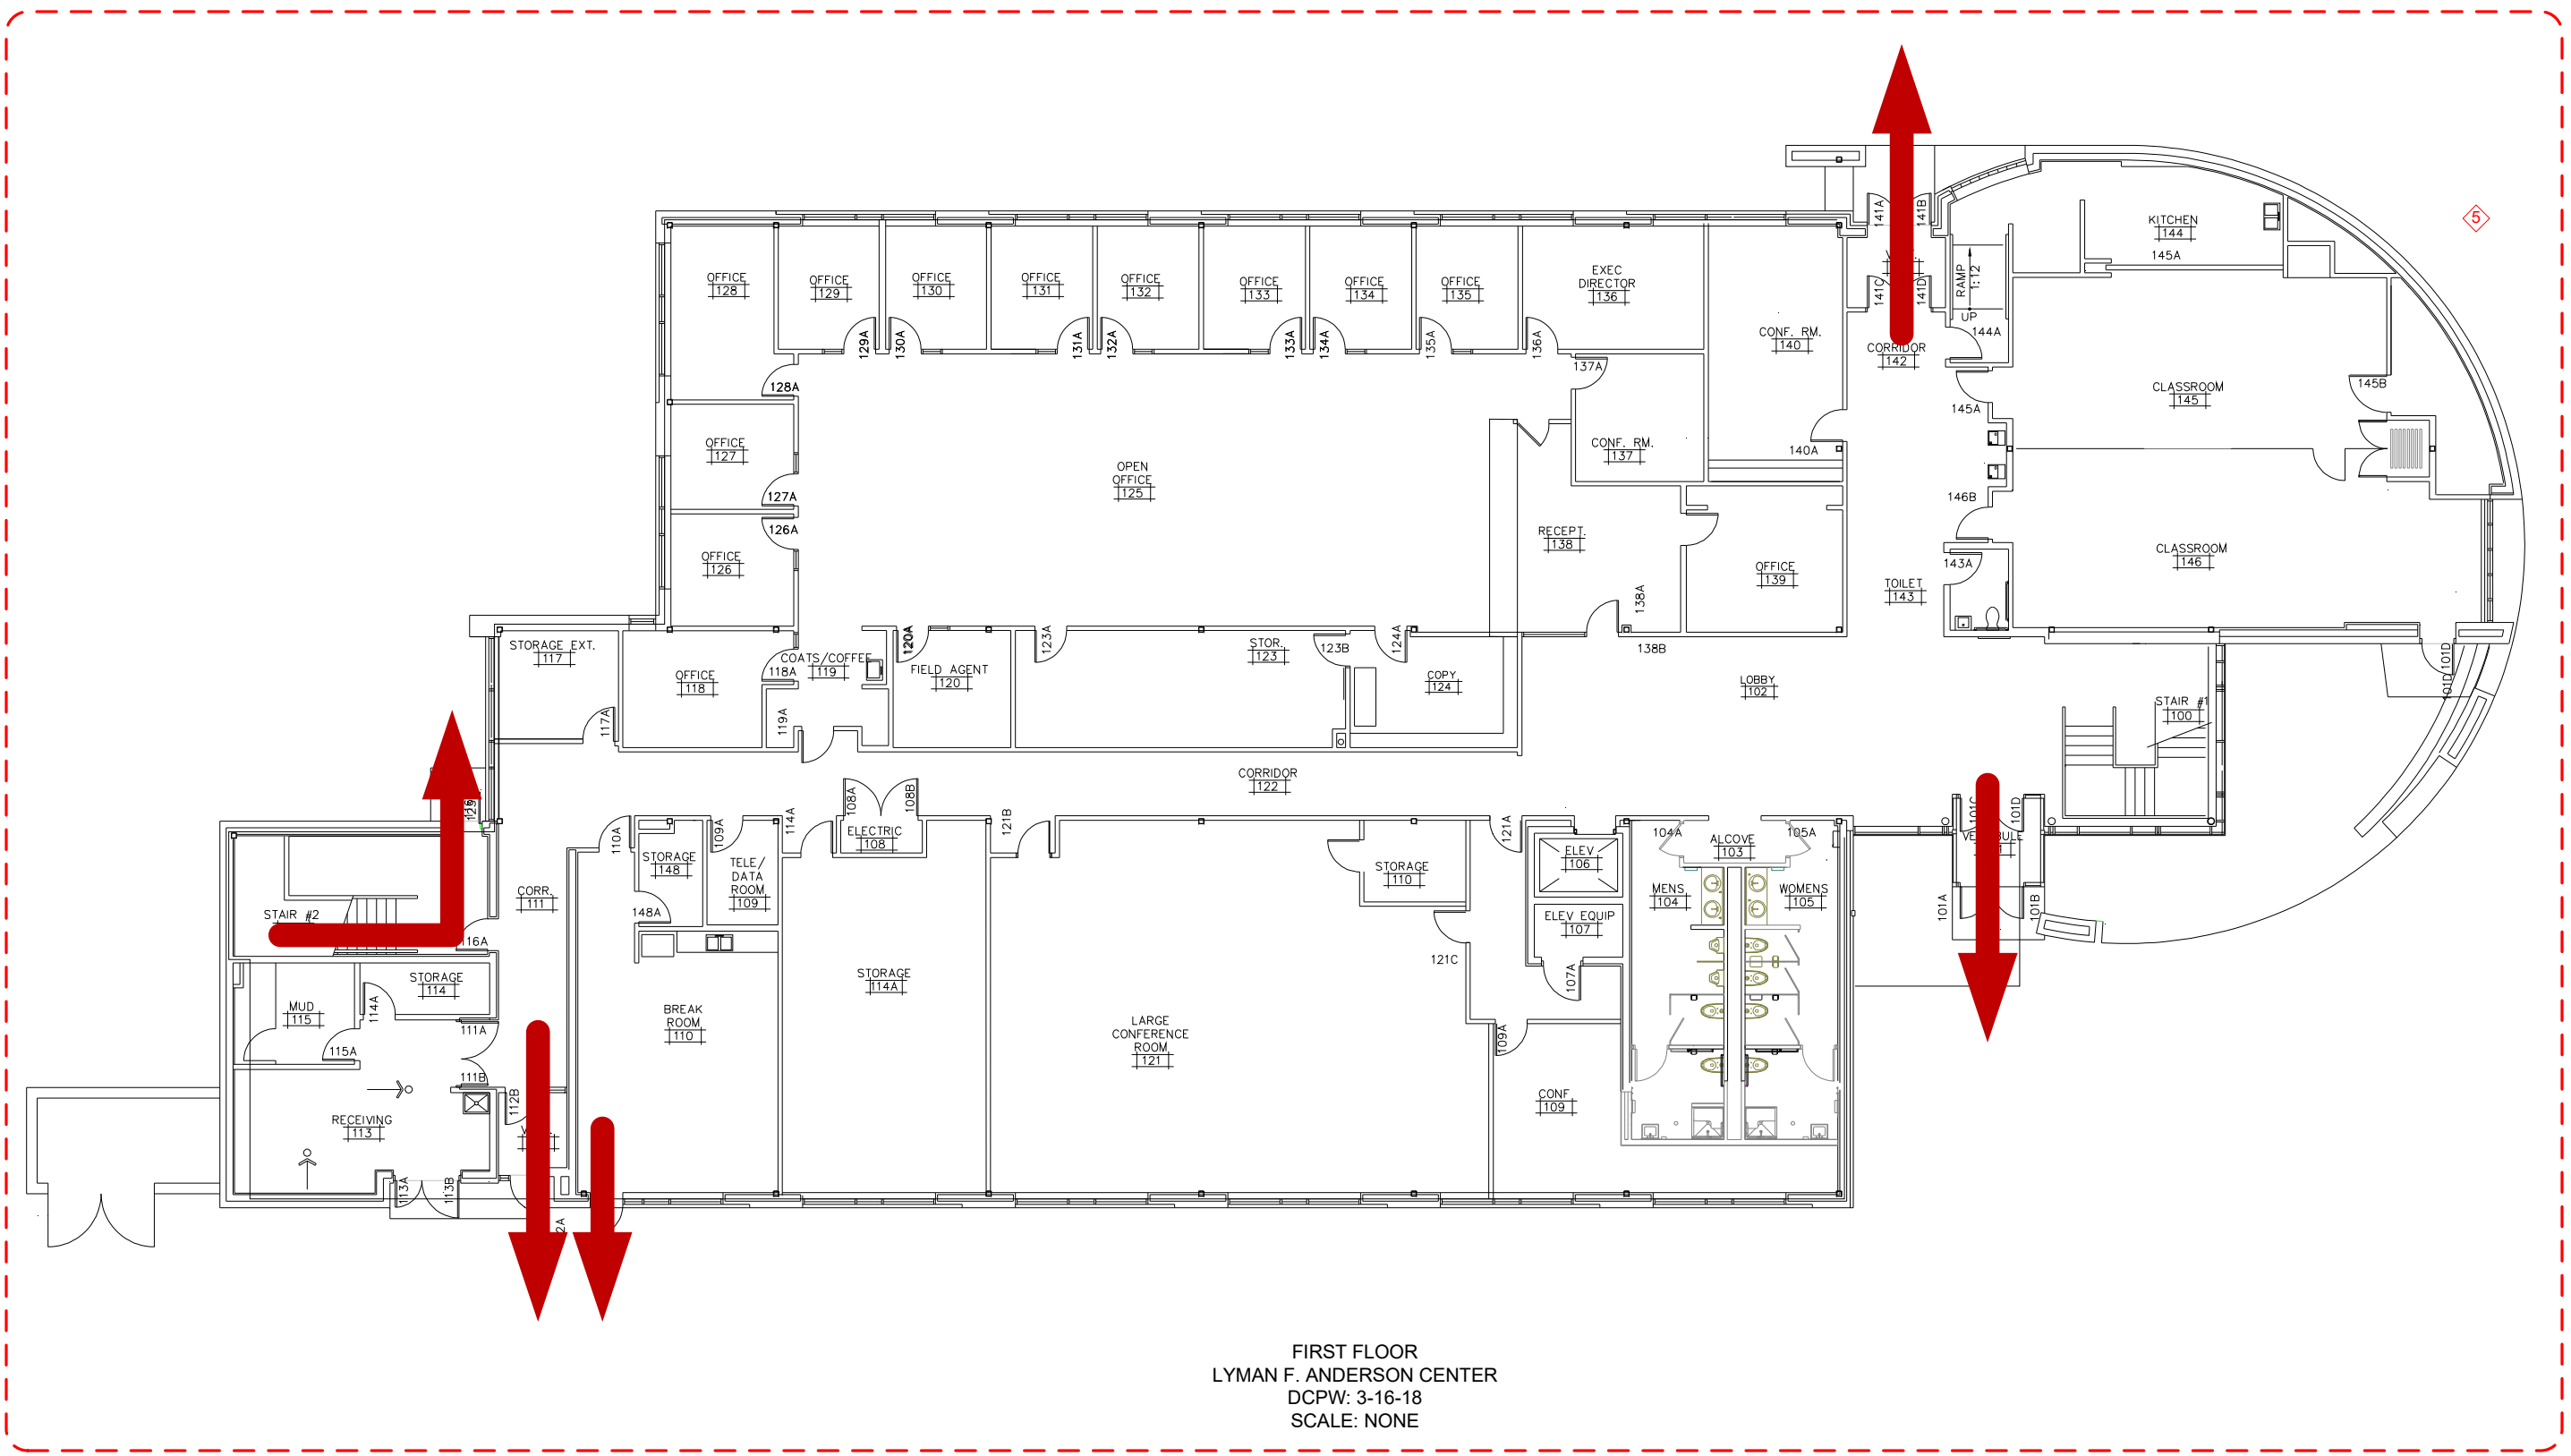 5
141A
141B
KITCHEN
144
145A
RAMP
1:12
UP
141C
141D
144A
CORRIDOR
142
OFFICE
128
OFFICE
129
OFFICE
130
OFFICE
131
OFFICE
132
OFFICE
133
OFFICE
134
OFFICE
135
EXEC
DIRECTOR
136
CONF. RM.
140
129A
130A
131A
132A
133A
134A
135A
136A
137A
128A
CLASSROOM
145
145B
145A
OFFICE
127
127A
OPEN
OFFICE
125
CONF. RM.
137
140A
146B
126A
OFFICE
126
RECEPT.
138
138A
OFFICE
139
TOILET
143
143A
CLASSROOM
146
STORAGE EXT.
117
117A
OFFICE
118
118A
COATS/COFFEE
119
119A
120A
FIELD AGENT
120
123A
STOR.
123
123B
124A
COPY
124
138B
LOBBY
102
101D
101D
STAIR #1
100
CORRIDOR
122
108A
108B
114A
121B
121A
ELECTRIC
108
110A
109A
STORAGE
148
148A
TELE/
DATA
ROOM
109
STORAGE
110
ELEV
106
104A
ALCOVE
103
105A
101C
101D
MENS
104
WOMENS
105
ELEV EQUIP
107
107A
121C
101A
101B
CORR.
111
STAIR #2
116A
STORAGE
114
114A
MUD
115
115A
111A
111B
112B
RECEIVING
113
113A
113B
BREAK
ROOM
110
STORAGE
114A
LARGE
CONFERENCE
ROOM
121
109A
CONF
109
FIRST FLOOR
LYMAN F. ANDERSON CENTER
DCPW: 3-16-18
SCALE: NONE